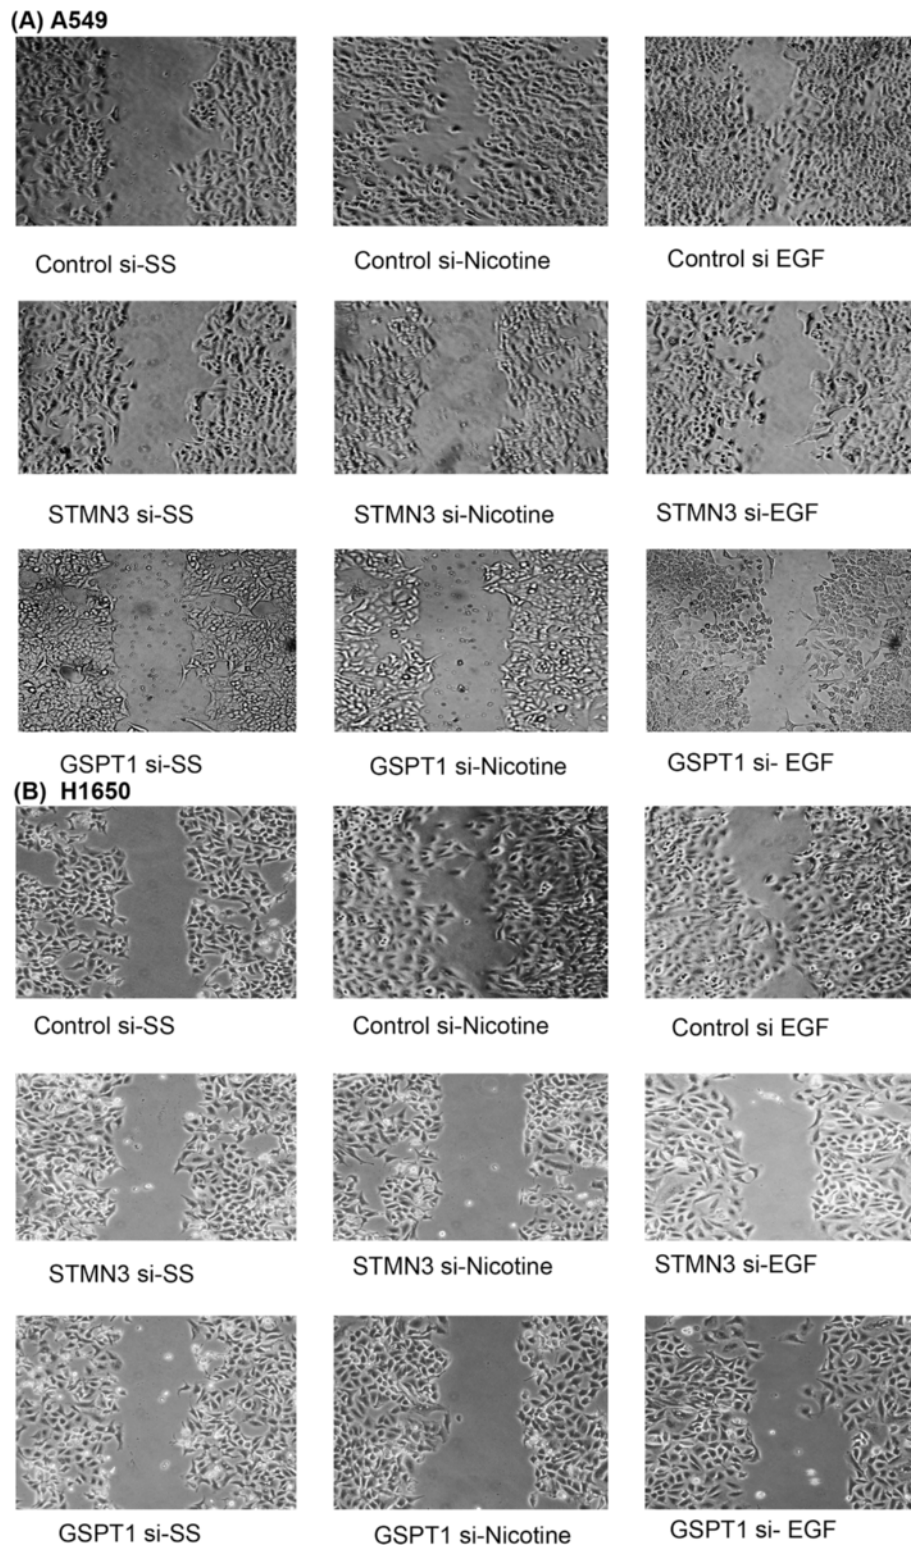 (A) A549
Control si-SS
Control si-Nicotine
Control si EGF
STMN3 si-SS
STMN3 si-Nicotine
STMN3 si-EGF
GSPT1 si-SS
GSPT1 si-Nicotine
GSPT1 si- EGF
(B) H1650
Control si-SS
Control si-Nicotine
Control si EGF
STMN3 si-SS
STMN3 si-Nicotine
STMN3 si-EGF
GSPT1 si-SS
GSPT1 si-Nicotine
GSPT1 si- EGF